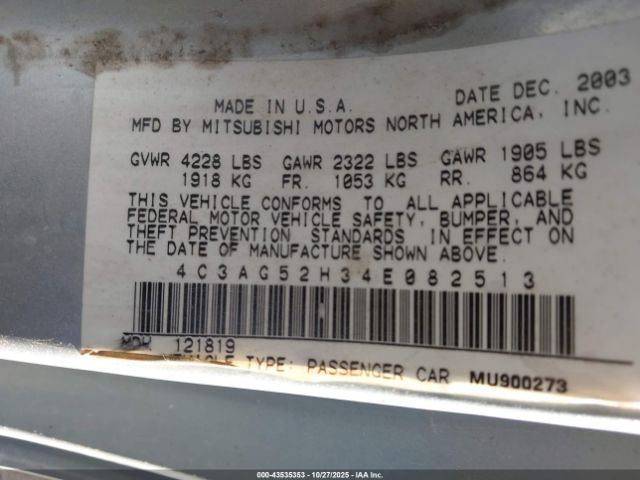 MADE IN U.S.A. DATE DEC. 2003
MFD BY MITSUBISHI MOTORS NORTH AMERICA, INC.
GVWR 4228 LBS GAWR 2322 LBS GAWR 1905 LBS
1918 KG FR. 1053 KG RR. 864 KG
THIS VEHICLE CONFORMS TO ALL APPLICABLE
FEDERAL MOTOR VEHICLE SAFETY, BUMPER, AND
THEFT PREVENTION STANDARDS IN EFFECT ON
THE DATE OF MANUFACTURE SHOWN ABOVE.
4C3AG52H34E082513
MDH 121819
VEHICLE TYPE: PASSENGER CAR MU900273
000-43535353 | 10/27/2025 | © IAA Inc.